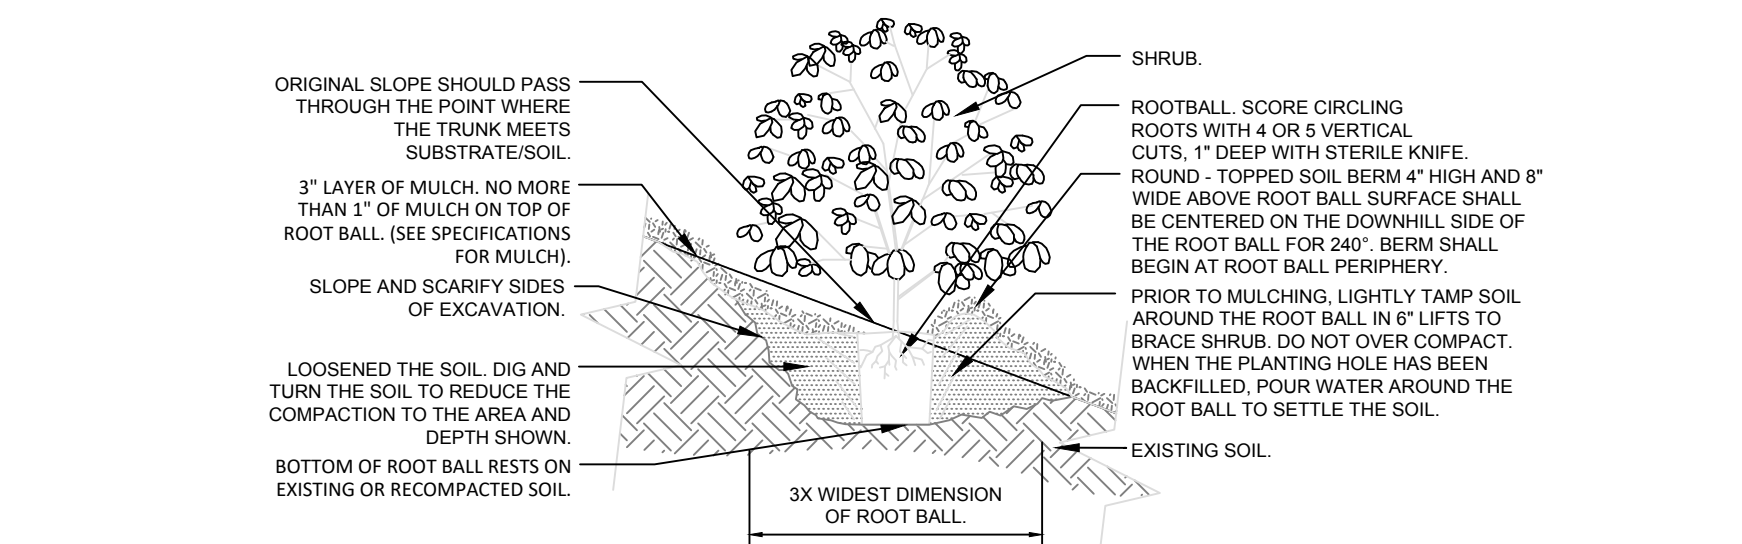 ORIGINAL SLOPE SHOULD PASS
THROUGH THE POINT WHERE
THE TRUNK MEETS
SUBSTRATE/SOIL.
3" LAYER OF MULCH. NO MORE
THAN 1" OF MULCH ON TOP OF
ROOT BALL. (SEE SPECIFICATIONS
FOR MULCH).
SLOPE AND SCARIFY SIDES
OF EXCAVATION.
LOOSENED THE SOIL. DIG AND
TURN THE SOIL TO REDUCE THE
COMPACTION TO THE AREA AND
DEPTH SHOWN.
BOTTOM OF ROOT BALL RESTS ON
EXISTING OR RECOMPACTED SOIL.
3X WIDEST DIMENSION
OF ROOT BALL.
SHRUB.
ROOTBALL. SCORE CIRCLING
ROOTS WITH 4 OR 5 VERTICAL
CUTS, 1" DEEP WITH STERILE KNIFE.
ROUND - TOPPED SOIL BERM 4" HIGH AND 8"
WIDE ABOVE ROOT BALL SURFACE SHALL
BE CENTERED ON THE DOWNHILL SIDE OF
THE ROOT BALL FOR 240°. BERM SHALL
BEGIN AT ROOT BALL PERIPHERY.
PRIOR TO MULCHING, LIGHTLY TAMP SOIL
AROUND THE ROOT BALL IN 6" LIFTS TO
BRACE SHRUB. DO NOT OVER COMPACT.
WHEN THE PLANTING HOLE HAS BEEN
BACKFILLED, POUR WATER AROUND THE
ROOT BALL TO SETTLE THE SOIL.
EXISTING SOIL.